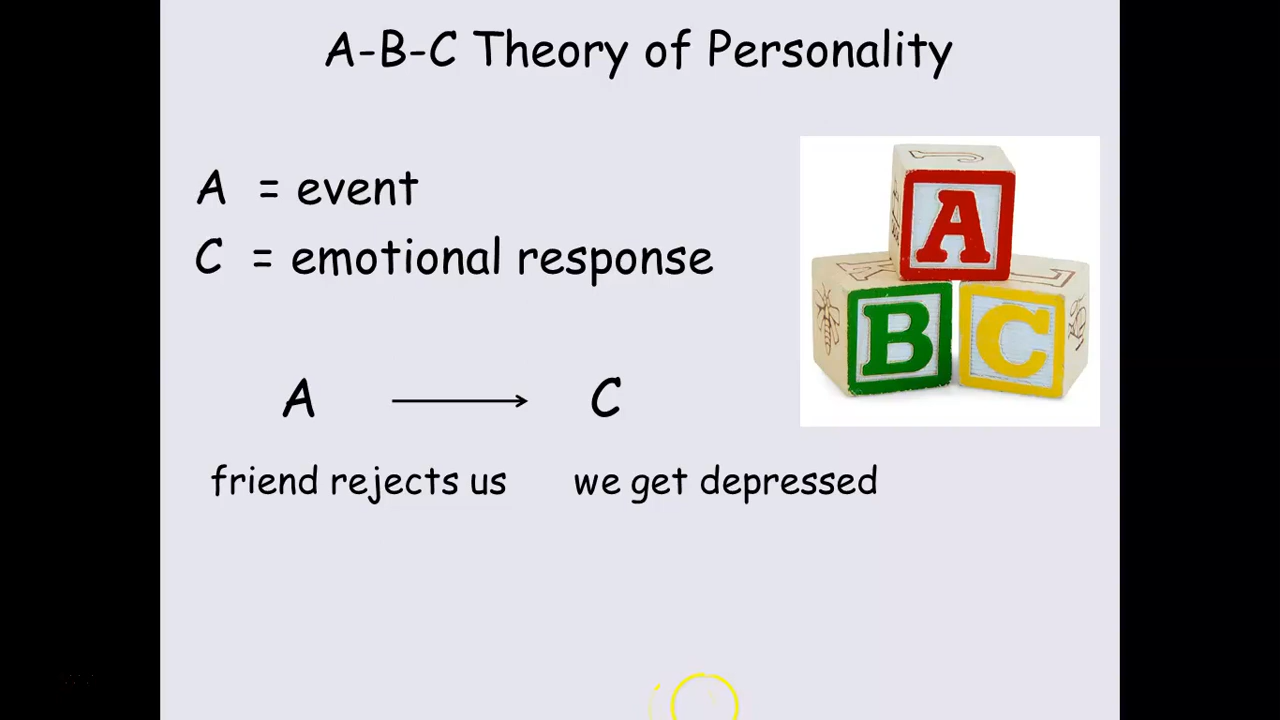 A-B-C Theory of Personality
A = event
C = emotional response
A
B C
A → C
friend rejects us we get depressed